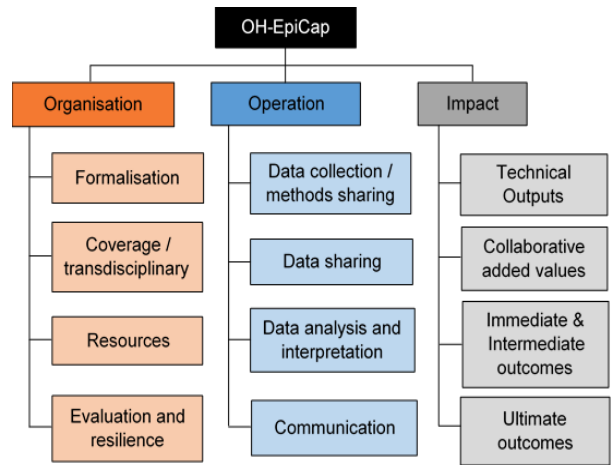 OH-EpiCap
Organisation
Operation
Impact
Formalisation
Coverage /
transdisciplinary
Resources
Evaluation and
resilience
Data collection /
methods sharing
Data sharing
Data analysis and
interpretation
Communication
Technical
Outputs
Collaborative
added values
Immediate &
Intermediate
outcomes
Ultimate
outcomes